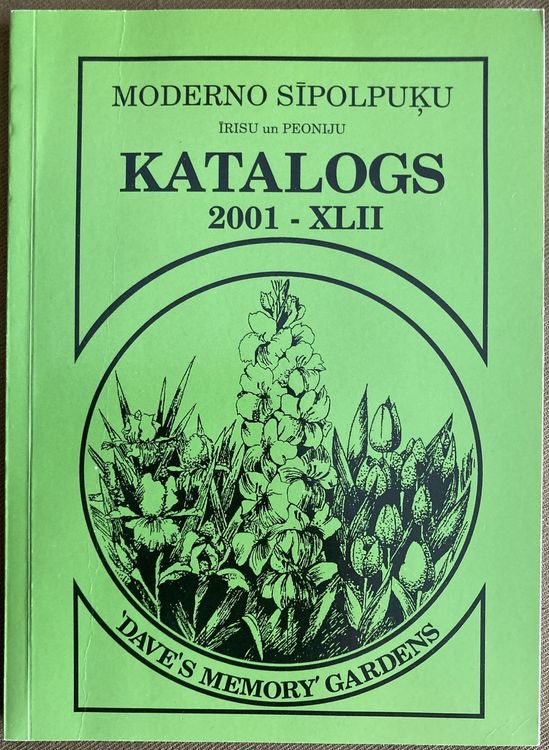 MODERNO SĪPOLPUĶU
ĪRISU un PEONIJU
KATALOGS
2001 - XLII
'DAVE'S MEMORY' GARDENS